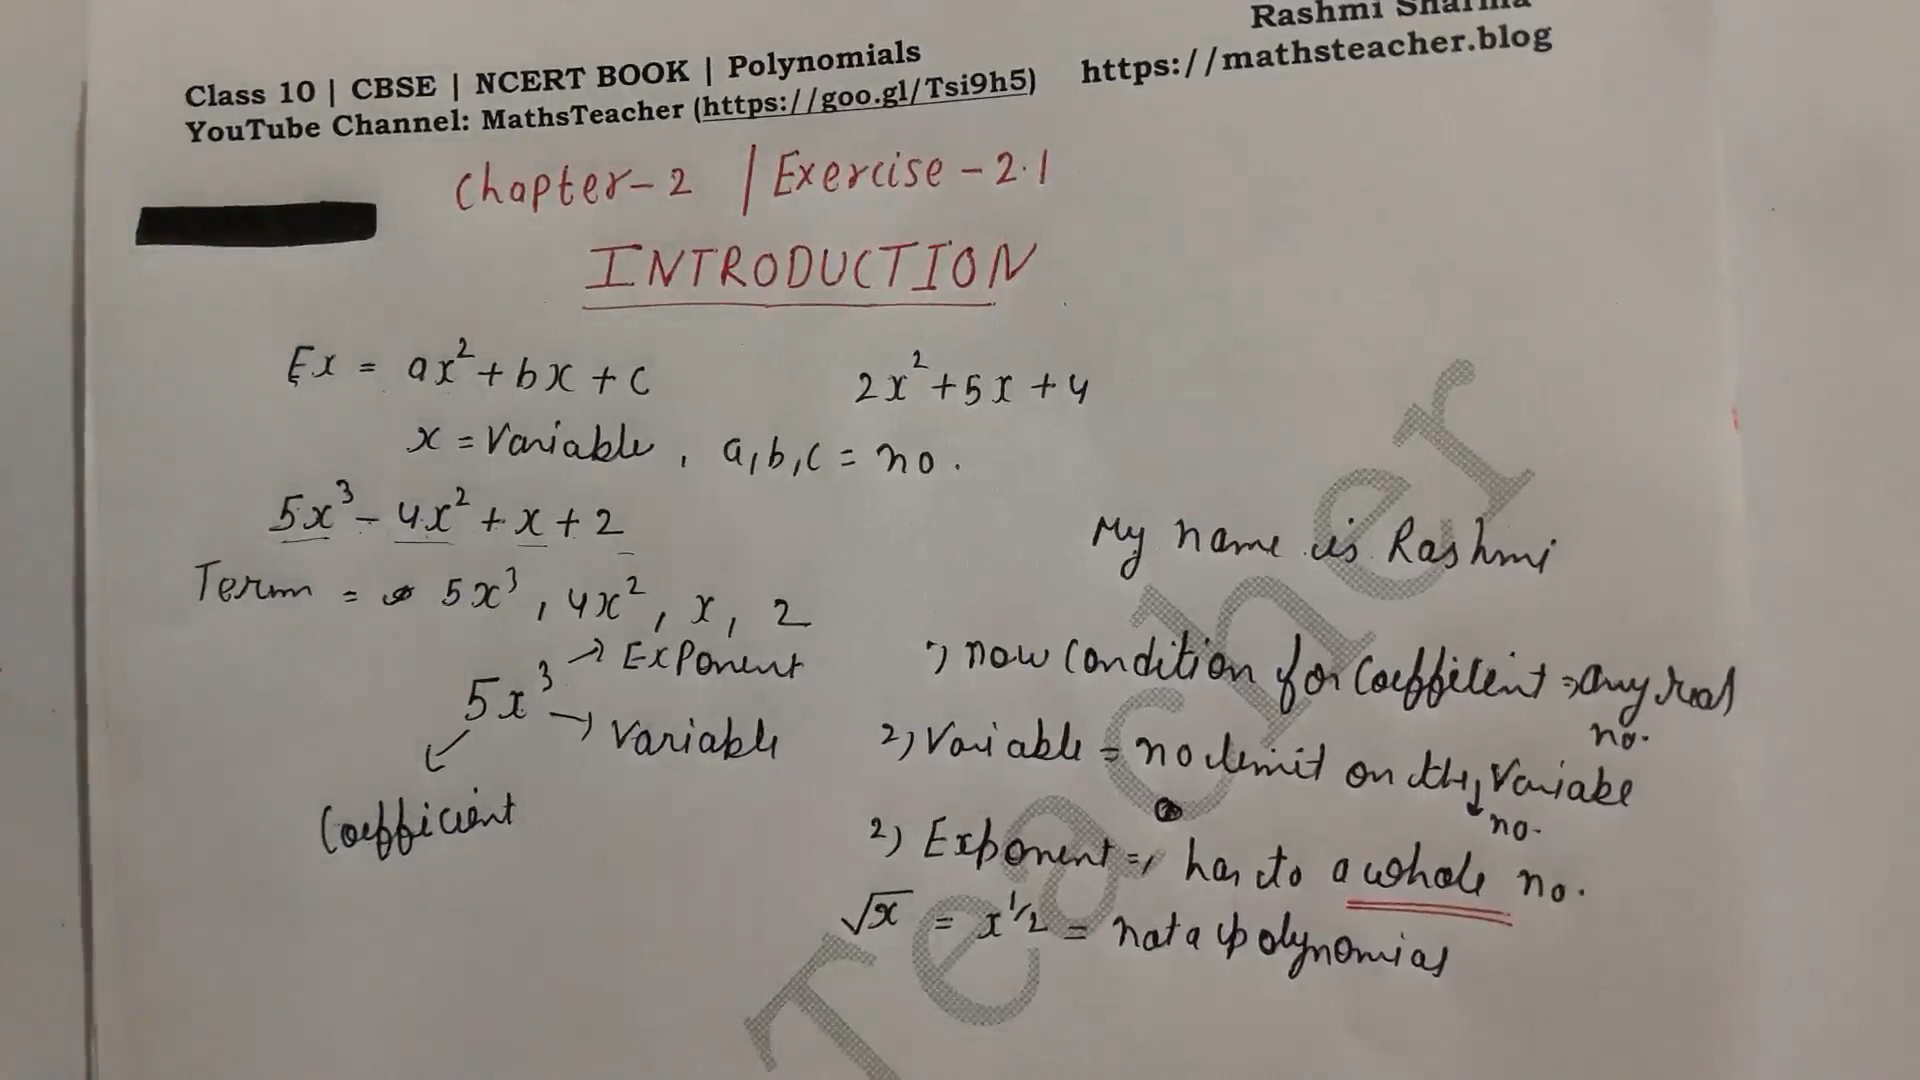 Rashmi Sharma
Class 10 | CBSE | NCERT BOOK | Polynomials
https://mathsteacher.blog
YouTube Channel: MathsTeacher (https://goo.gl/Tsi9h5)
Chapter-2 / Exercise-2.1
INTRODUCTION
Ex = ax²+bx+c
2x²+5x+4
x = Variable, a,b,c = no.
5x³-4x²+x+2
My name is Rashmi
Term = 5x³, 4x², x, 2
→ Exponent
5x³ → Variable
Coefficient
1) now condition for coefficient => any real no.
2) Variable = no limit on the Variable
no.
2) Exponent => has to a whole no.
√x = x^1/2 = not a polynomial
Teacher